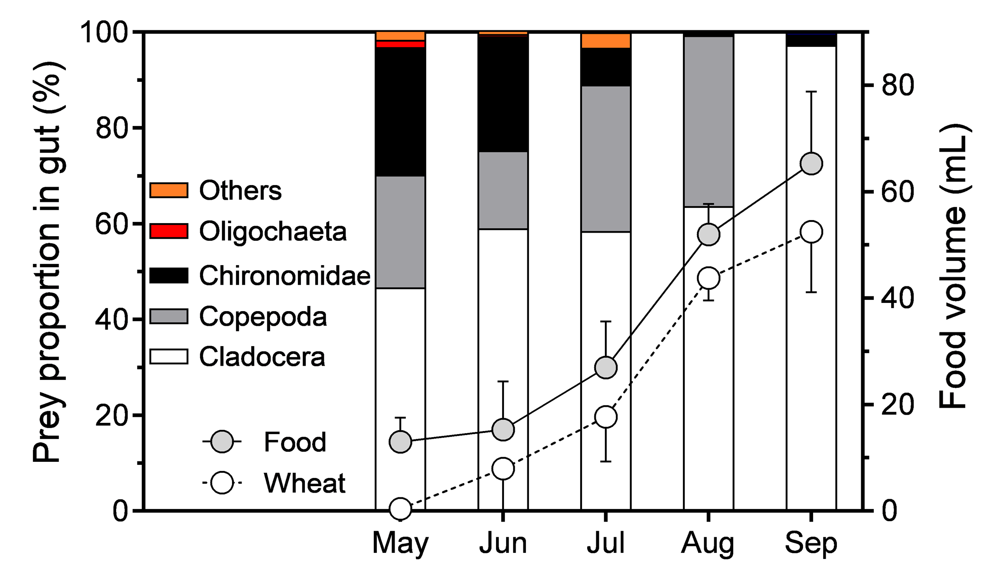 Prey proportion in gut (%)
100
80
60
40
20
0
Others
Oligochaeta
Chironomidae
Copepoda
Cladocera
Food
Wheat
May Jun Jul Aug Sep
80
60
40
20
0
Food volume (mL)